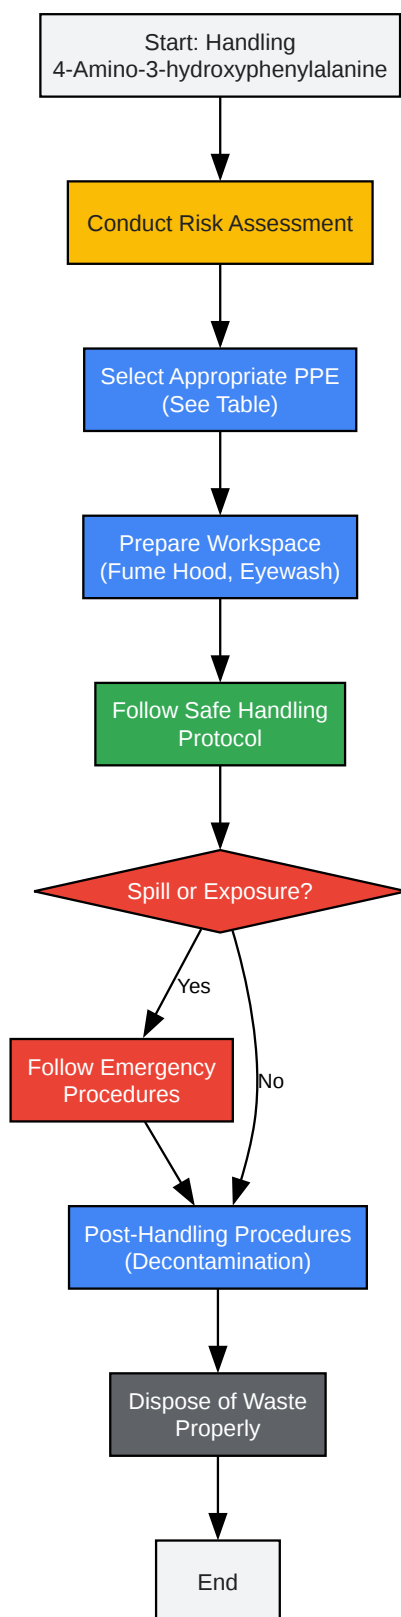 Start: Handling
4-Amino-3-hydroxyphenylalanine
Conduct Risk Assessment
Select Appropriate PPE
(See Table)
Prepare Workspace
(Fume Hood, Eyewash)
Follow Safe Handling
Protocol
Spill or Exposure?
Yes
Follow Emergency
Procedures
No
Post-Handling Procedures
(Decontamination)
Dispose of Waste
Properly
End